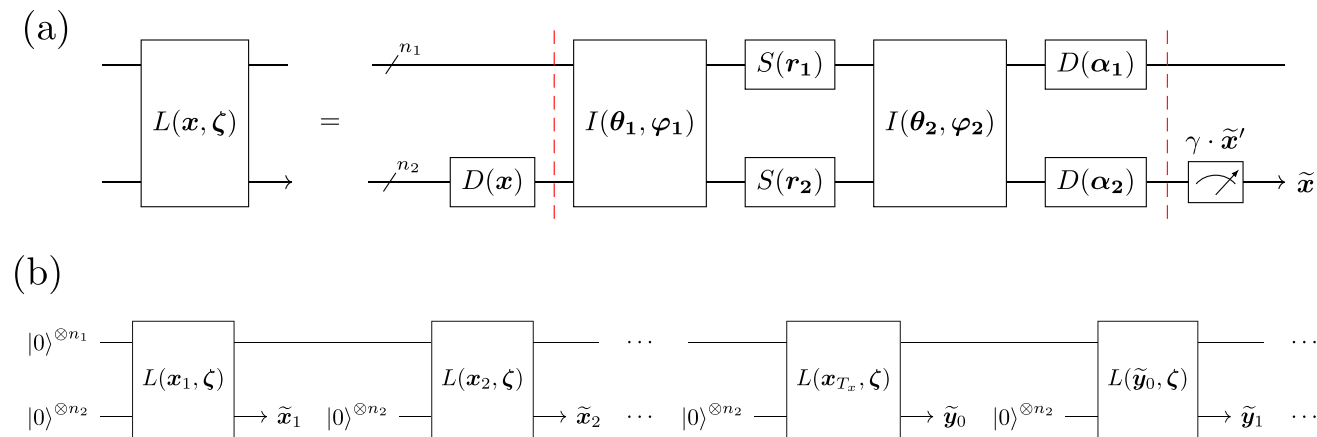 (a)
L(x, ζ)
=
n₁
n₂
D(x)
I(θ₁, φ₁)
S(r₁)
S(r₂)
I(θ₂, φ₂)
D(α₁)
D(α₂)
γ · x̃′
x̃
(b)
|0⟩^{⊗n₁}
|0⟩^{⊗n₂}
L(x₁, ζ)
x̃₁
|0⟩^{⊗n₂}
L(x₂, ζ)
x̃₂
···
···
|0⟩^{⊗n₂}
L(x_{Tₓ}, ζ)
ỹ₀
|0⟩^{⊗n₂}
L(ỹ₀, ζ)
ỹ₁
···
···